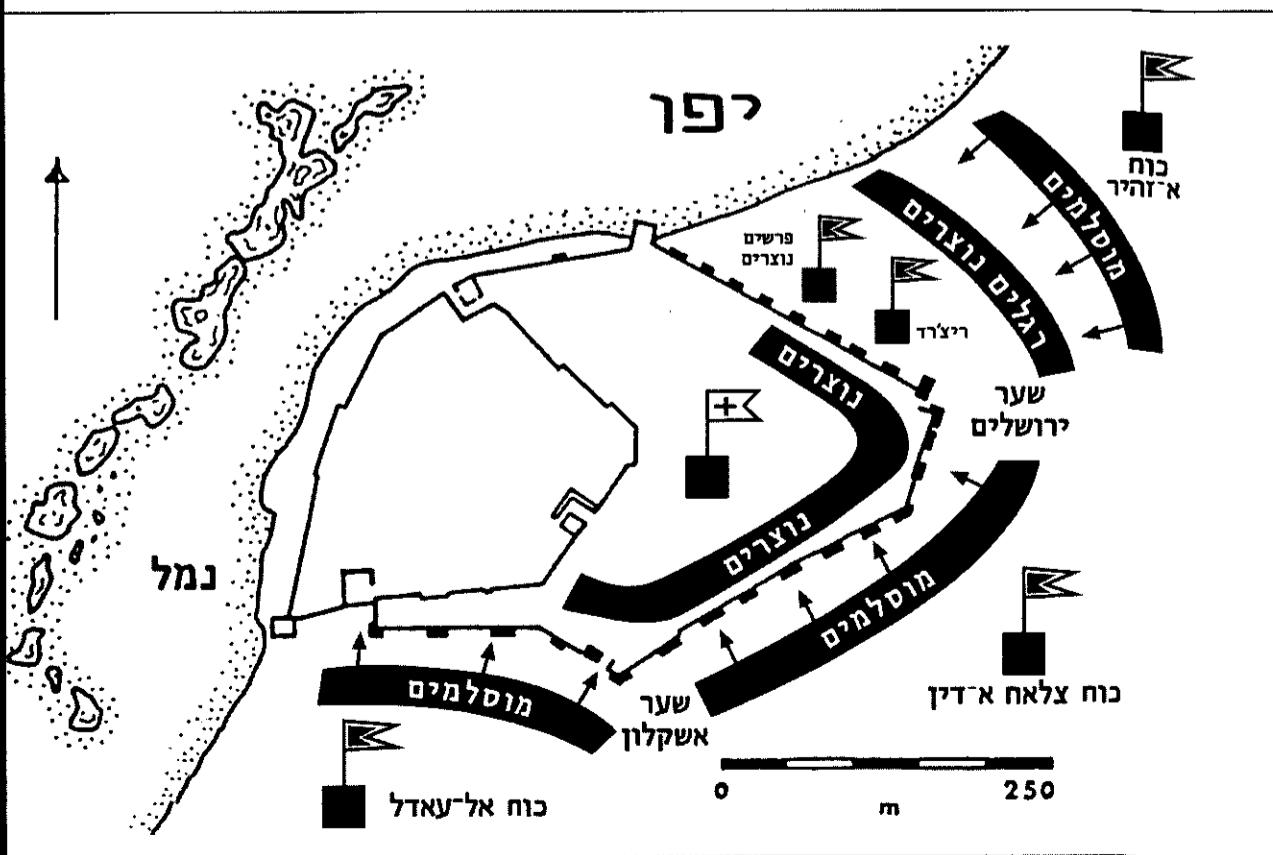 יפו
כוח
א־זהיר
מוסלמים
רגלים נוצרים
פרשים
נוצרים
ריצ'רד
נוצרים
שער
ירושלים
נוצרים
נמל
מוסלמים
כוח צלאח א־דין
מוסלמים
שער
אשקלון
כוח אל־עאדל
0 250
m